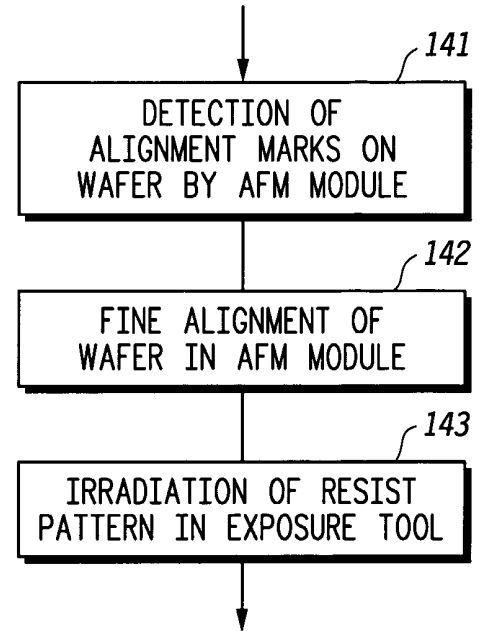 141
DETECTION OF
ALIGNMENT MARKS ON
WAFER BY AFM MODULE
142
FINE ALIGNMENT OF
WAFER IN AFM MODULE
143
IRRADIATION OF RESIST
PATTERN IN EXPOSURE TOOL